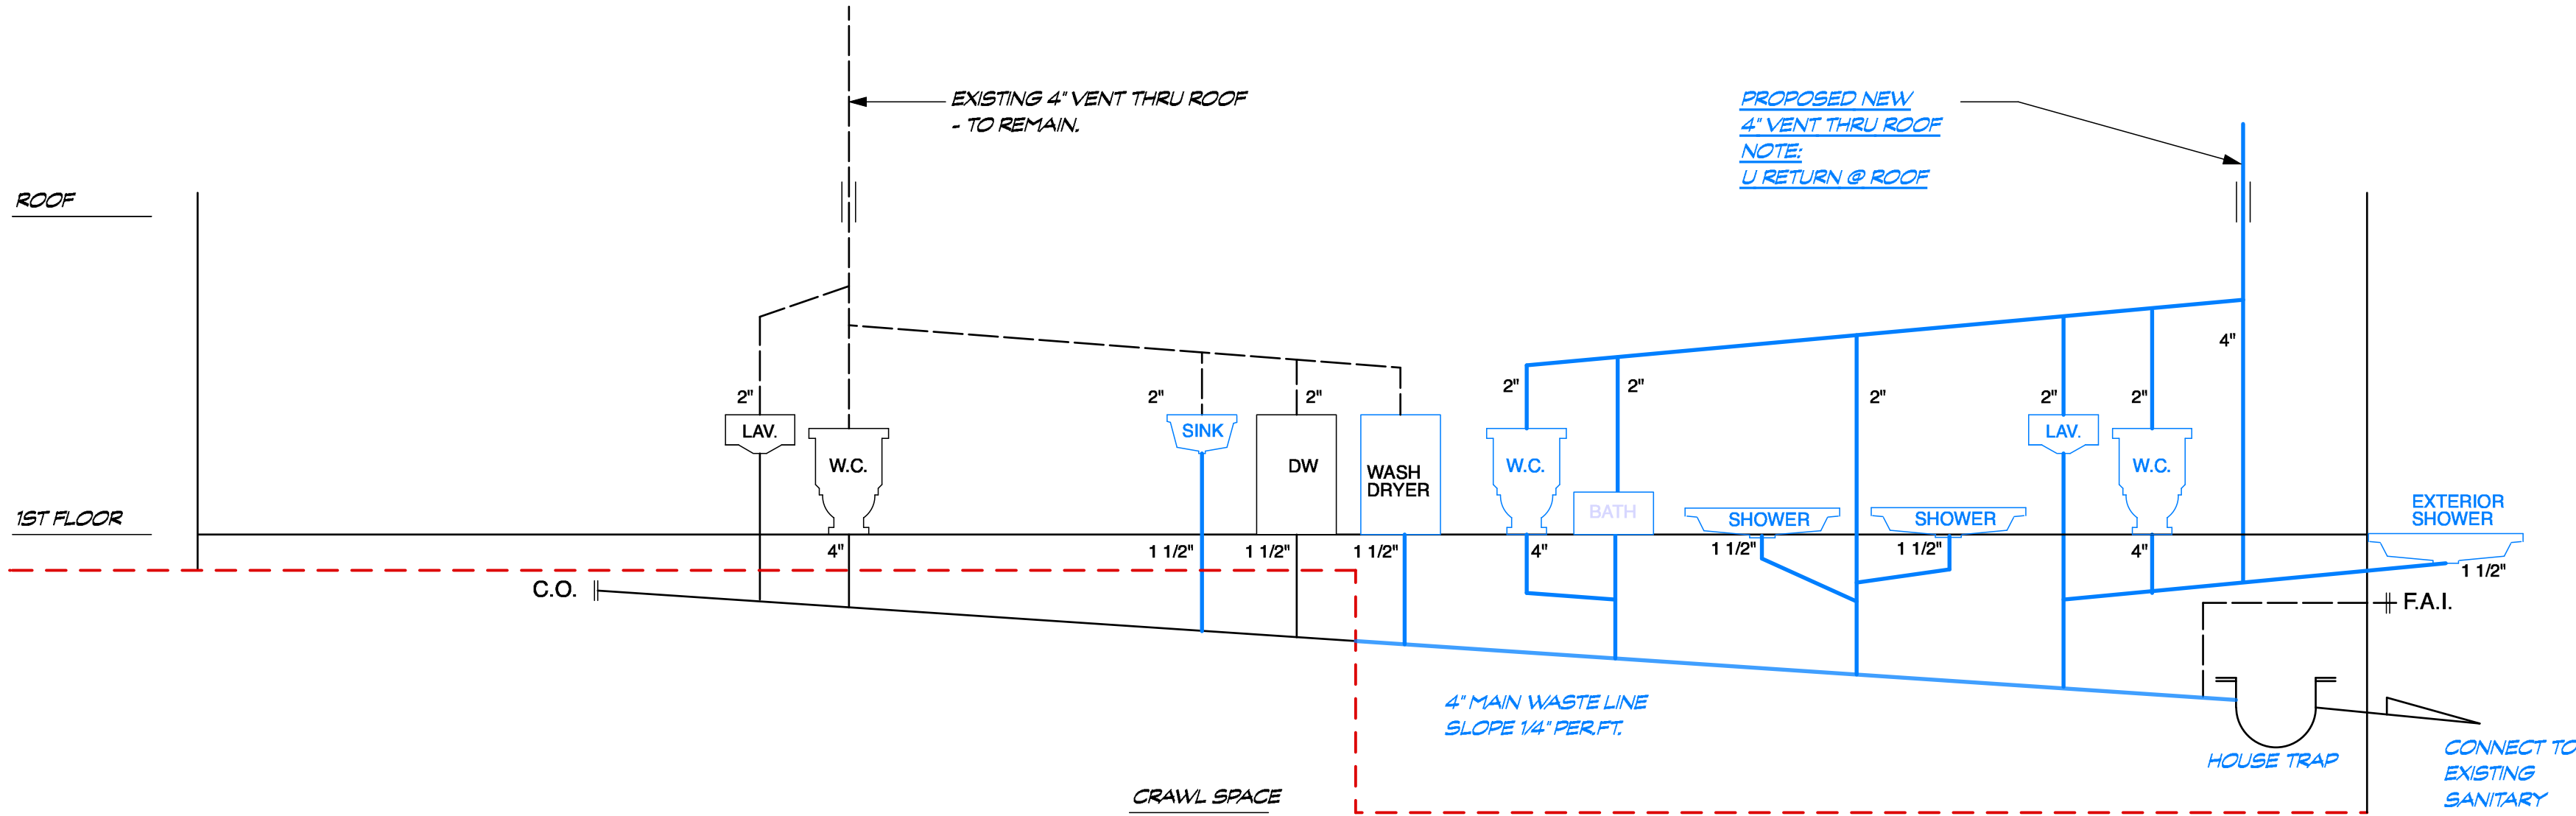 EXISTING 4" VENT THRU ROOF
- TO REMAIN.
PROPOSED NEW
4" VENT THRU ROOF
NOTE:
U RETURN @ ROOF
ROOF
4"
2"
2"
2"
2"
2"
2"
2"
2"
LAV.
W.C.
SINK
DW
WASH
DRYER
W.C.
BATH
SHOWER
SHOWER
LAV.
W.C.
EXTERIOR
SHOWER
1ST FLOOR
4"
1 1/2"
1 1/2"
1 1/2"
4"
1 1/2"
1 1/2"
4"
1 1/2"
C.O.
F.A.I.
4" MAIN WASTE LINE
SLOPE 1/4" PER.FT.
HOUSE TRAP
CONNECT TO
EXISTING
SANITARY
CRAWL SPACE